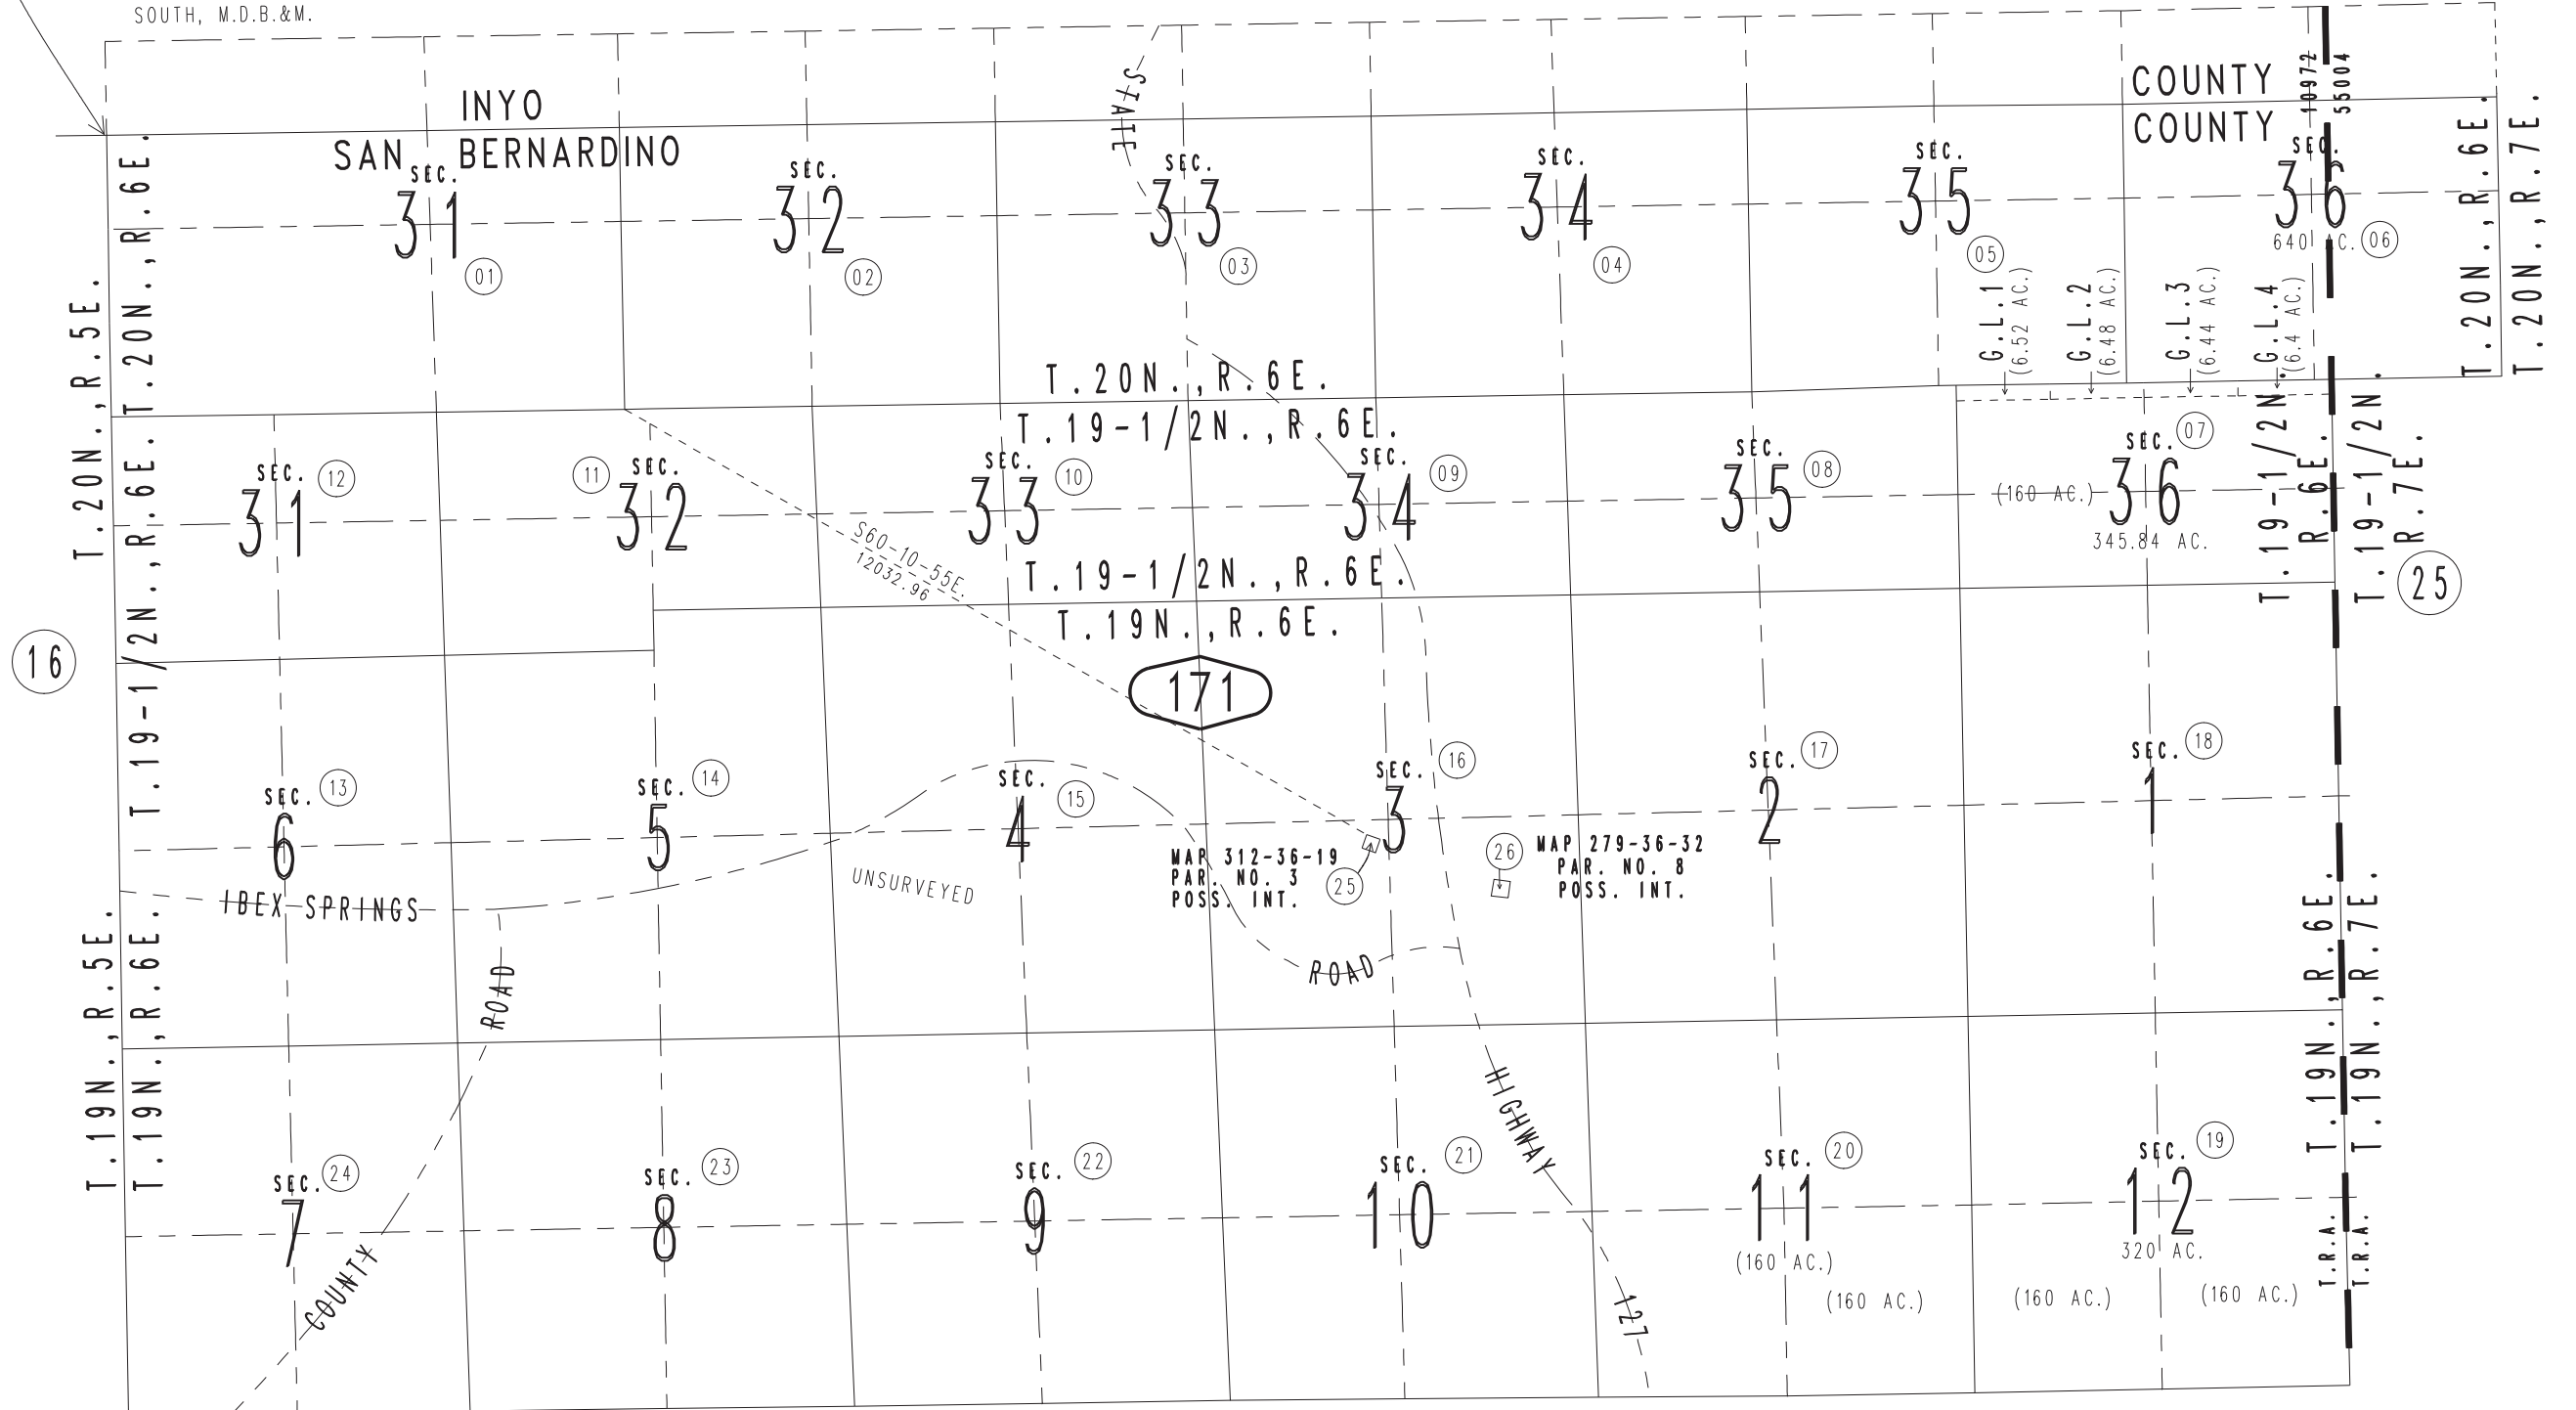 SOUTH, M.D.B.&M.
INYO COUNTY
SAN BERNARDINO COUNTY
10972
55004
STATE
SEC. 31
01
SEC. 32
02
SEC. 33
03
SEC. 34
04
SEC. 35
05
SEC. 36
640 AC.
06
T.20N.,R.5E.
T.20N.,R.6E.
T.20N.,R.6E.
T.20N.,R.7E.
G.L.1
(6.52 AC.)
G.L.2
(6.48 AC.)
G.L.3
(6.44 AC.)
G.L.4
(6.4 AC.)
T.20N.,R.6E.
T.19-1/2N.,R.6E.
SEC. 31
12
11
SEC. 32
SEC. 33
10
SEC. 34
09
SEC. 35
08
SEC. 36
07
(160 AC.)
345.84 AC.
T.19-1/2N.,R.6E.
T.19-1/2N.
R.6E.
T.19-1/2N.
R.7E.
25
S60-10-55E.
12032.96
T.19-1/2N.,R.6E.
T.19N.,R.6E.
16
171
SEC. 6
13
SEC. 5
14
SEC. 4
15
SEC. 3
16
SEC. 2
17
SEC. 1
18
MAP 312-36-19
PAR. NO. 3
POSS. INT.
25
26
MAP 279-36-32
PAR. NO. 8
POSS. INT.
UNSURVEYED
IBEX SPRINGS
ROAD
ROAD
T.19N.,R.5E.
T.19N.,R.6E.
T.19N.,R.6E.
T.19N.,R.7E.
HIGHWAY
127
SEC. 7
24
SEC. 8
23
SEC. 9
22
SEC. 10
21
SEC. 11
20
(160 AC.)
(160 AC.)
SEC. 12
19
320 AC.
(160 AC.)
(160 AC.)
T.R.A.
T.R.A.
COUNTY